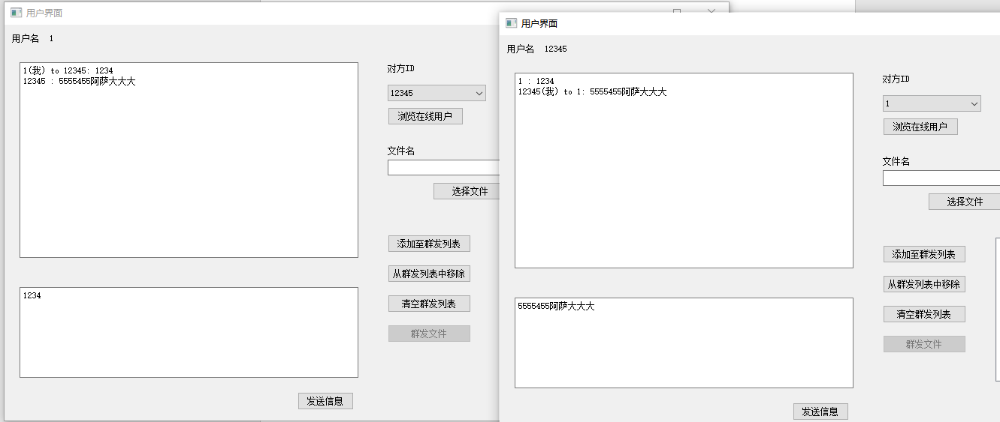 用户界面
用户名 1
1(我) to 12345: 1234
12345 : 5555455阿萨大大大
对方ID
12345
浏览在线用户
文件名
选择文件
添加至群发列表
从群发列表中移除
清空群发列表
群发文件
1234
发送信息
用户界面
用户名 12345
1 : 1234
12345(我) to 1: 5555455阿萨大大大
对方ID
1
浏览在线用户
文件名
选择文件
添加至群发列表
从群发列表中移除
清空群发列表
群发文件
5555455阿萨大大大
发送信息